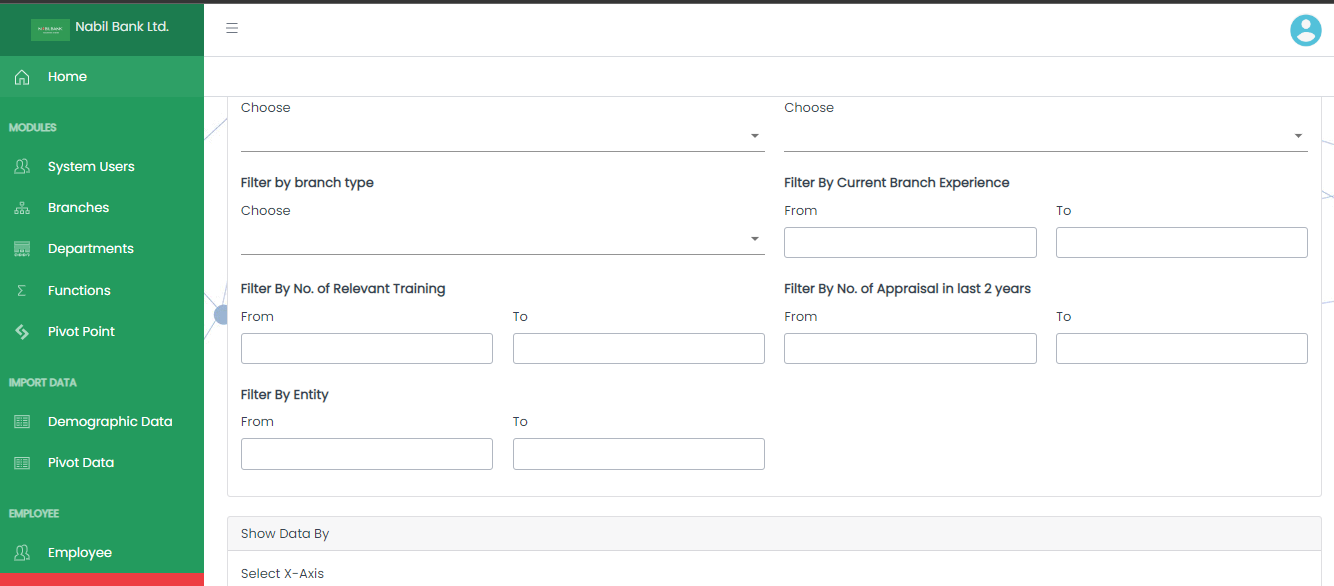 Nabil Bank Ltd.
Home
MODULES
System Users
Branches
Departments
Functions
Pivot Point
IMPORT DATA
Demographic Data
Pivot Data
EMPLOYEE
Employee
Choose
Choose
Filter by branch type
Choose
Filter By Current Branch Experience
From To
Filter By No. of Relevant Training
From To
Filter By No. of Appraisal in last 2 years
From To
Filter By Entity
From To
Show Data By
Select X-Axis